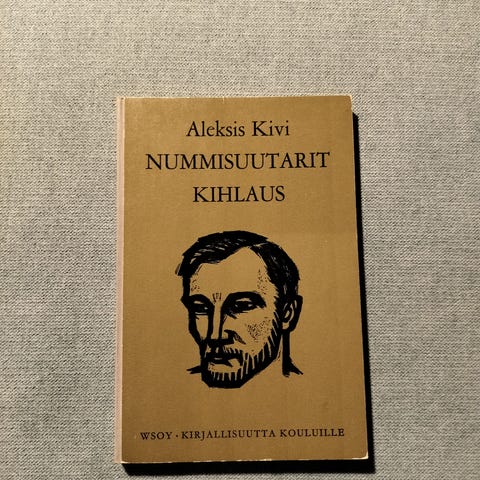 Aleksis Kivi
NUMMISUUTARIT
KIHLAUS
WSOY • KIRJALLISUUTTA KOULUILLE